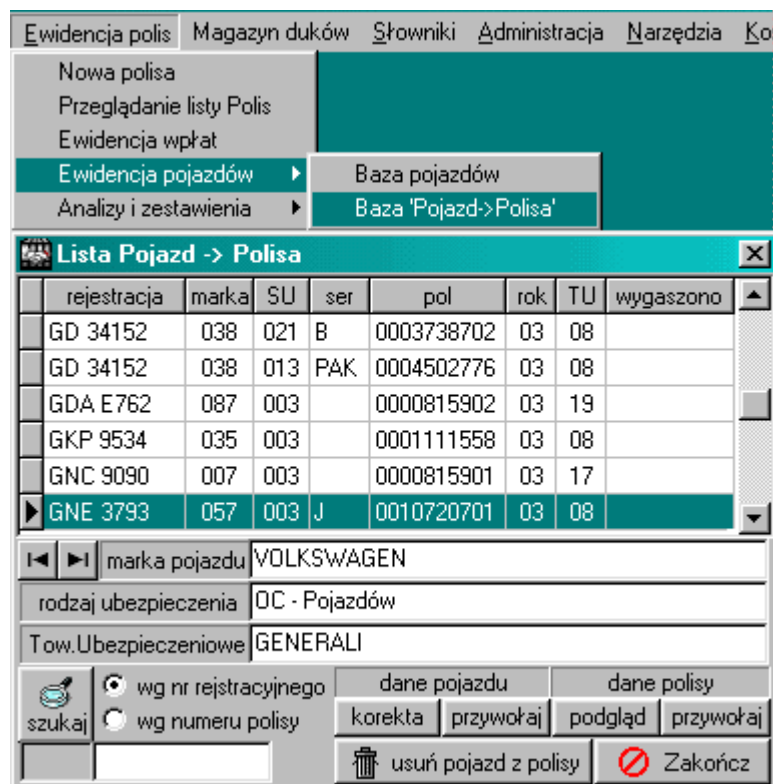 Ewidencja polis Magazyn duków Słowniki Administracja Narzędzia Ko
Nowa polisa
Przeglądanie listy Polis
Ewidencja wpłat
Ewidencja pojazdów Baza pojazdów
Analizy i zestawienia Baza 'Pojazd->Polisa'
Lista Pojazd -> Polisa
rejestracja marka SU ser pol rok TU wygaszono
GD 34152 038 021 B 0003738702 03 08
GD 34152 038 013 PAK 0004502776 03 08
GDA E762 087 003 0000815902 03 19
GKP 9534 035 003 0001111558 03 08
GNC 9090 007 003 0000815901 03 17
GNE 3793 057 003 J 0010720701 03 08
marka pojazdu VOLKSWAGEN
rodzaj ubezpieczenia OC - Pojazdów
Tow.Ubezpieczeniowe GENERALI
szukaj wg nr rejstracyjnego dane pojazdu dane polisy
wg numeru polisy korekta przywołaj podgląd przywołaj
usuń pojazd z polisy Zakończ